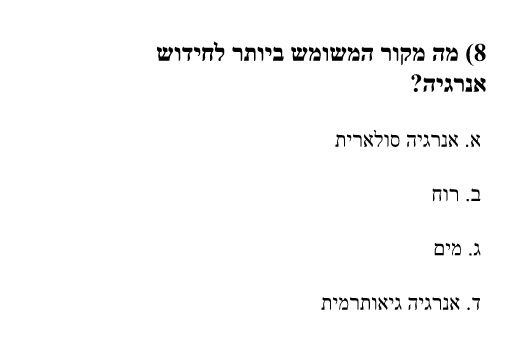 8) מה מקור המשומש ביותר לחידוש
אנרגיה?
א. אנרגיה סולארית
ב. רוח
ג. מים
ד. אנרגיה גיאותרמית